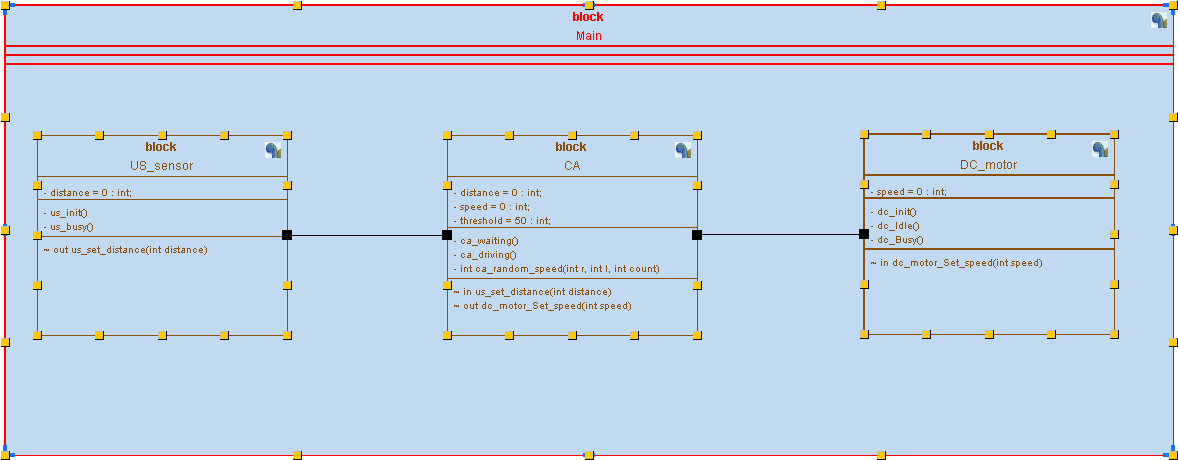 block
Main
block
US_sensor
- distance = 0 : int;
- us_init()
- us_busy()
~ out us_set_distance(int distance)
block
CA
- distance = 0 : int;
- speed = 0 : int;
- threshold = 50 : int;
- ca_waiting()
- ca_driving()
- int ca_random_speed(int r, int l, int count)
~ in us_set_distance(int distance)
~ out dc_motor_Set_speed(int speed)
block
DC_motor
- speed = 0 : int;
- dc_init()
- dc_Idle()
- dc_Busy()
~ in dc_motor_Set_speed(int speed)